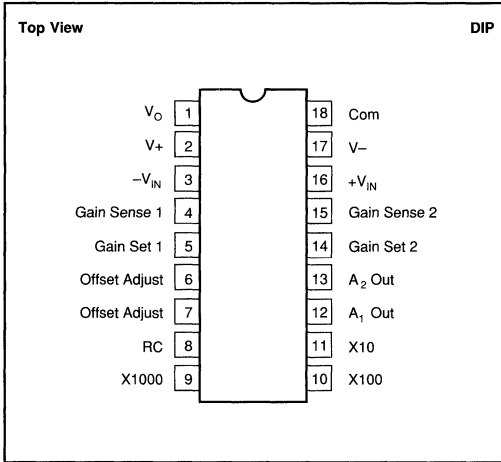 Top View DIP
V_O 1 18 Com
V+ 2 17 V–
–V_IN 3 16 +V_IN
Gain Sense 1 4 15 Gain Sense 2
Gain Set 1 5 14 Gain Set 2
Offset Adjust 6 13 A_2 Out
Offset Adjust 7 12 A_1 Out
RC 8 11 X10
X1000 9 10 X100